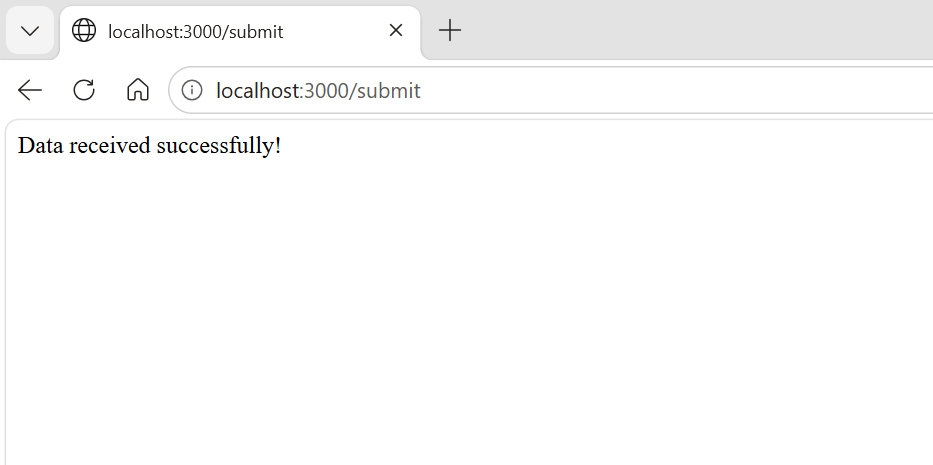 localhost:3000/submit
localhost:3000/submit
Data received successfully!